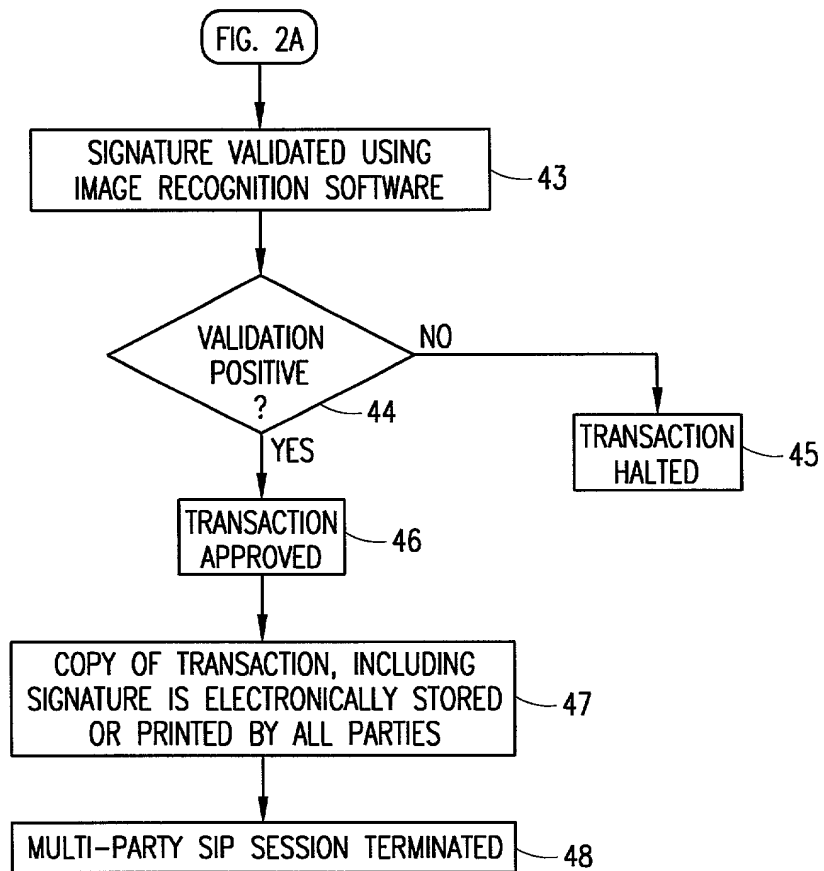 FIG. 2A
SIGNATURE VALIDATED USING
IMAGE RECOGNITION SOFTWARE
43
VALIDATION
POSITIVE
?
44
NO
YES
TRANSACTION
HALTED
45
TRANSACTION
APPROVED
46
COPY OF TRANSACTION, INCLUDING
SIGNATURE IS ELECTRONICALLY STORED
OR PRINTED BY ALL PARTIES
47
MULTI-PARTY SIP SESSION TERMINATED
48